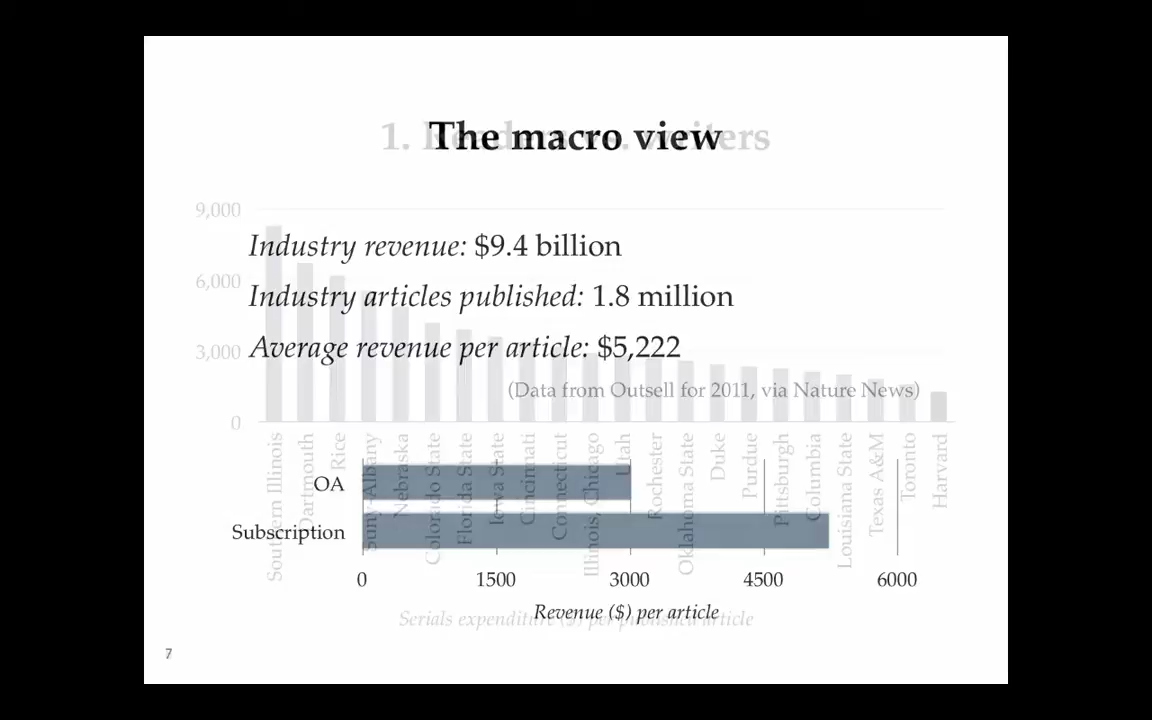 The macro view
1. Readers vs. writers
9,000
Industry revenue: $9.4 billion
6,000
Industry articles published: 1.8 million
3,000
Average revenue per article: $5,222
(Data from Outsell for 2011, via Nature News)
0
Southern Illinois
Dartmouth
Rice
Suny-Albany
Nebraska
Colorado State
Florida State
Iowa State
Cincinnati
Connecticut
Illinois, Chicago
Utah
Rochester
Oklahoma State
Duke
Purdue
Pittsburgh
Columbia
Louisiana State
Texas A&M
Toronto
Harvard
OA
Subscription
0 1500 3000 4500 6000
Revenue ($) per article
Serials expenditure ($) per published article
7